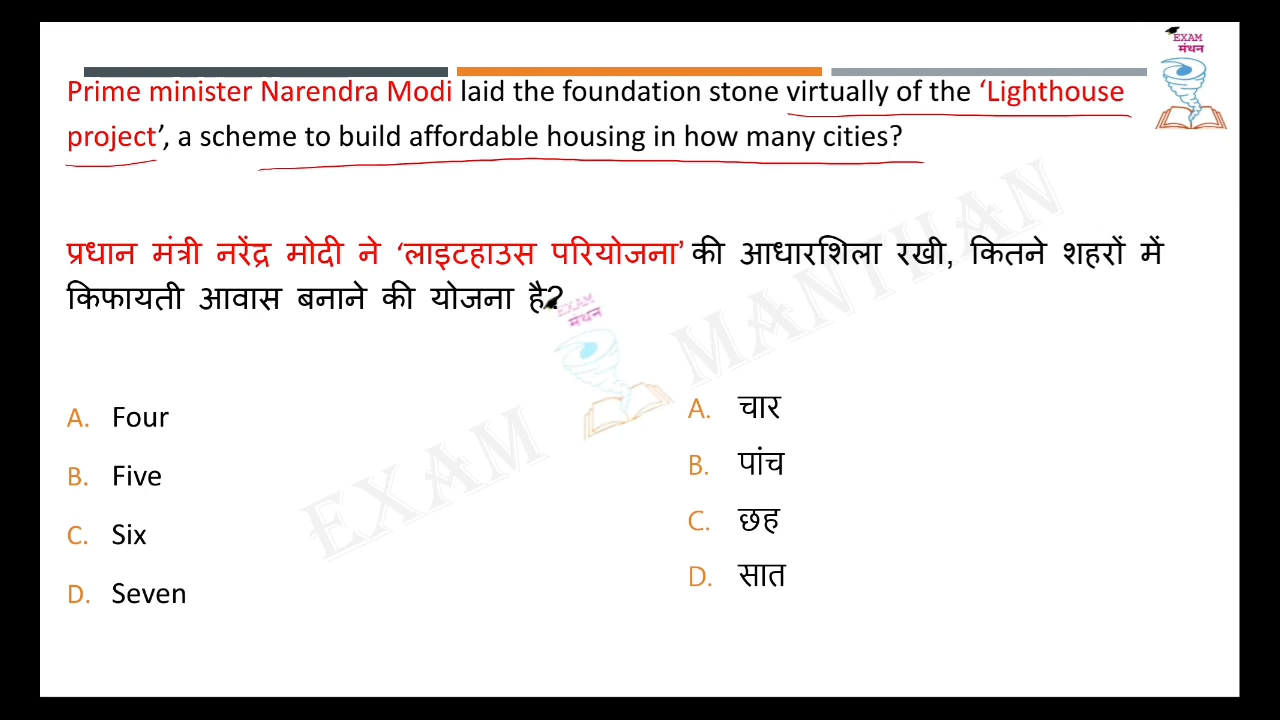 EXAM
मंथन
Prime minister Narendra Modi laid the foundation stone virtually of the ‘Lighthouse
project’, a scheme to build affordable housing in how many cities?
प्रधान मंत्री नरेंद्र मोदी ने ‘लाइटहाउस परियोजना’ की आधारशिला रखी, कितने शहरों में
किफायती आवास बनाने की योजना है?
EXAM
मंथन
EXAM MANTHAN
A. Four
B. Five
C. Six
D. Seven
A. चार
B. पांच
C. छह
D. सात